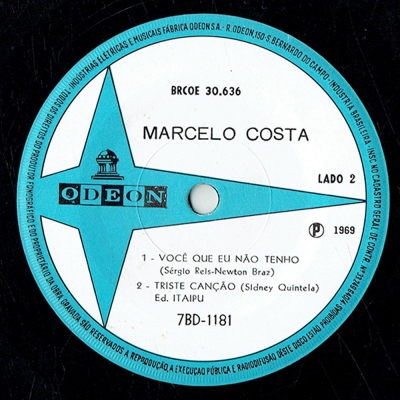 INDÚSTRIAS ELÉTRICAS E MUSICAIS FÁBRICA ODEON S.A. - R. ODEON, 150 - S. BERNARDO DO CAMPO - INDÚSTRIA BRASILEIRA.
TODOS OS DIREITOS DO PRODUTOR FONOGRÁFICO E DO PROPRIETÁRIO DA OBRA GRAVADA SÃO RESERVADOS. A REPRODUÇÃO, A EXECUÇÃO PÚBLICA E RADIODIFUSÃO DÊSTE DISCO ESTÃO PROIBIDAS
INSC NO CADASTRO GERAL DE CONTR.
BRCOE 30.636
MARCELO COSTA
LADO 2
ODEON
℗ 1969
1 - VOCÊ QUE EU NÃO TENHO
(Sérgio Reis-Newton Braz)
2 - TRISTE CANÇÃO (Sidney Quintela)
Ed. ITAIPU
7BD-1181